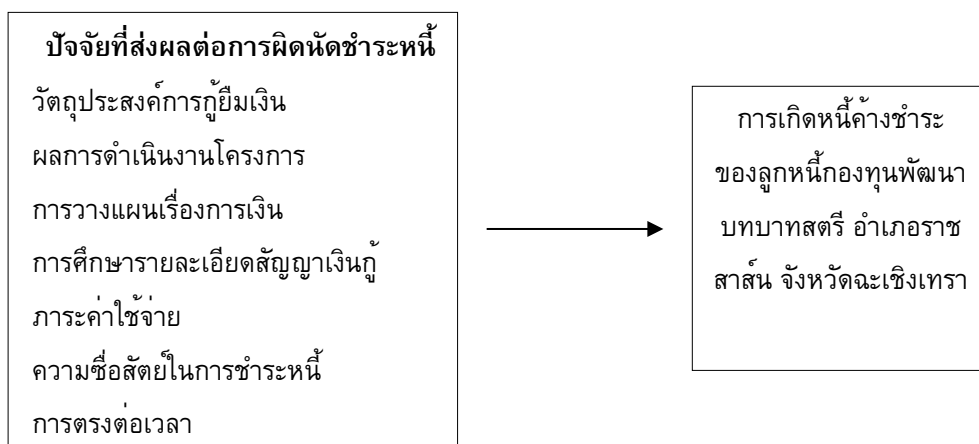 ปัจจัยที่ส่งผลต่อการผิดนัดชำระหนี้
วัตถุประสงค์การกู้ยืมเงิน
ผลการดำเนินงานโครงการ
การวางแผนเรื่องการเงิน
การศึกษารายละเอียดสัญญาเงินกู้
ภาระค่าใช้จ่าย
ความซื่อสัตย์ในการชำระหนี้
การตรงต่อเวลา
การเกิดหนี้ค้างชำระ
ของลูกหนี้กองทุนพัฒนา
บทบาทสตรี อำเภอราช
สาส์น จังหวัดฉะเชิงเทรา